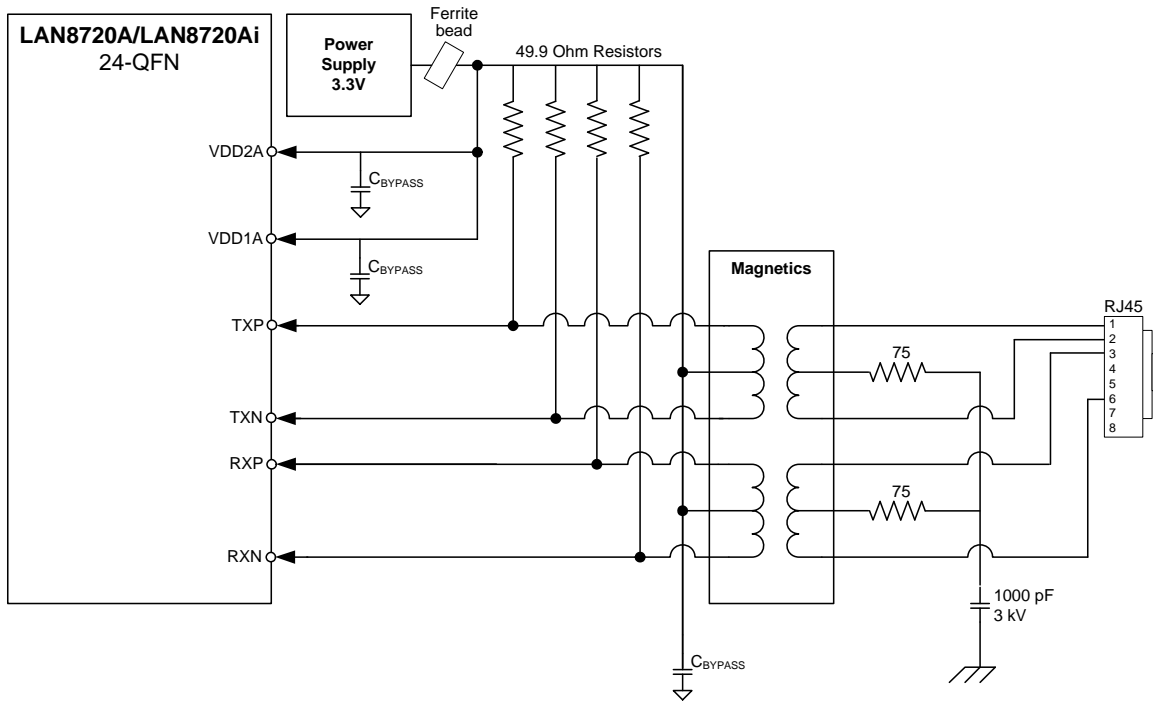 LAN8720A/LAN8720Ai
24-QFN
Power
Supply
3.3V
Ferrite
bead
49.9 Ohm Resistors
VDD2A
CBYPASS
VDD1A
CBYPASS
TXP
TXN
RXP
RXN
Magnetics
75
75
RJ45
1
2
3
4
5
6
7
8
1000 pF
3 kV
CBYPASS